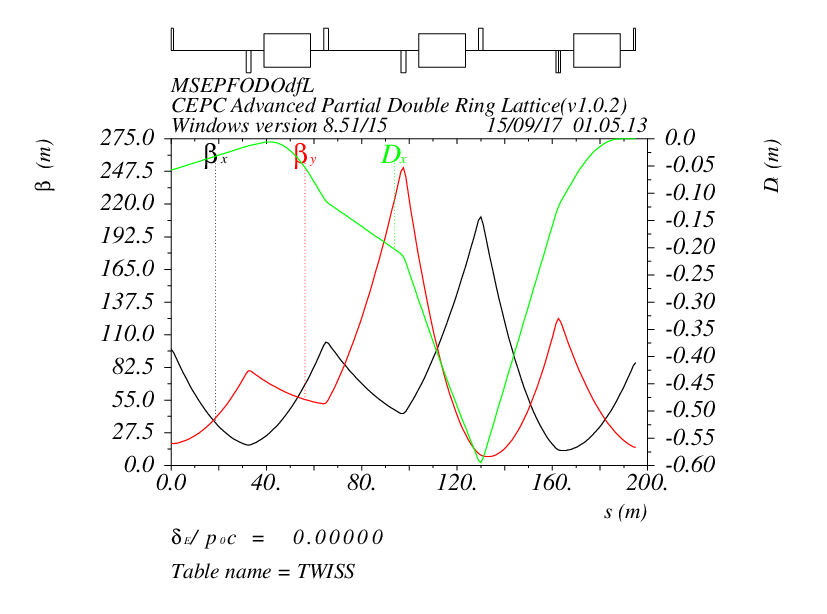 MSEPFODOdfL
CEPC Advanced Partial Double Ring Lattice(v1.0.2)
Windows version 8.51/15 15/09/17 01.05.13
β (m)
275.0
247.5
220.0
192.5
165.0
137.5
110.0
82.5
55.0
27.5
0.0
βx βy Dx
0.0
-0.05
-0.10
-0.15
-0.20
-0.25
-0.30
-0.35
-0.40
-0.45
-0.50
-0.55
-0.60
D (m)
0.0 40. 80. 120. 160. 200.
s (m)
δE/ p0c = 0.00000
Table name = TWISS